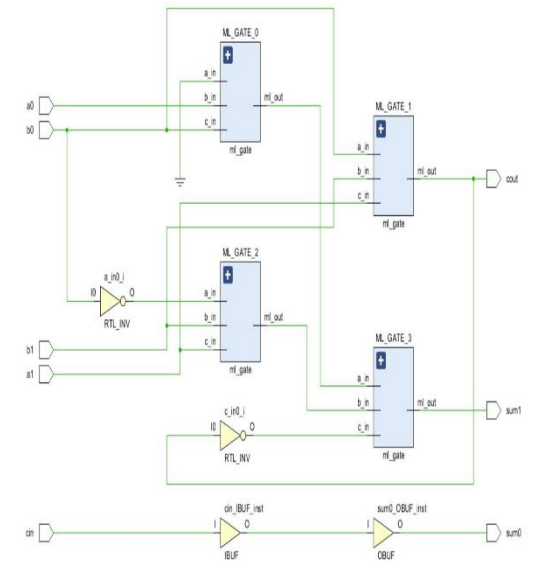 ML_GATE_0
a_in
b_in
c_in
ml_out
ml_gate
a0
b0
ML_GATE_1
a_in
b_in
c_in
ml_out
ml_gate
cout
ML_GATE_2
a_in
b_in
c_in
ml_out
ml_gate
a_in0_i
I0
O
RTL_INV
b1
a1
ML_GATE_3
a_in
b_in
c_in
ml_out
ml_gate
sum1
c_in0_i
I0
O
RTL_INV
cin
cin_IBUF_inst
I
O
IBUF
sum0_OBUF_inst
I
O
OBUF
sum0